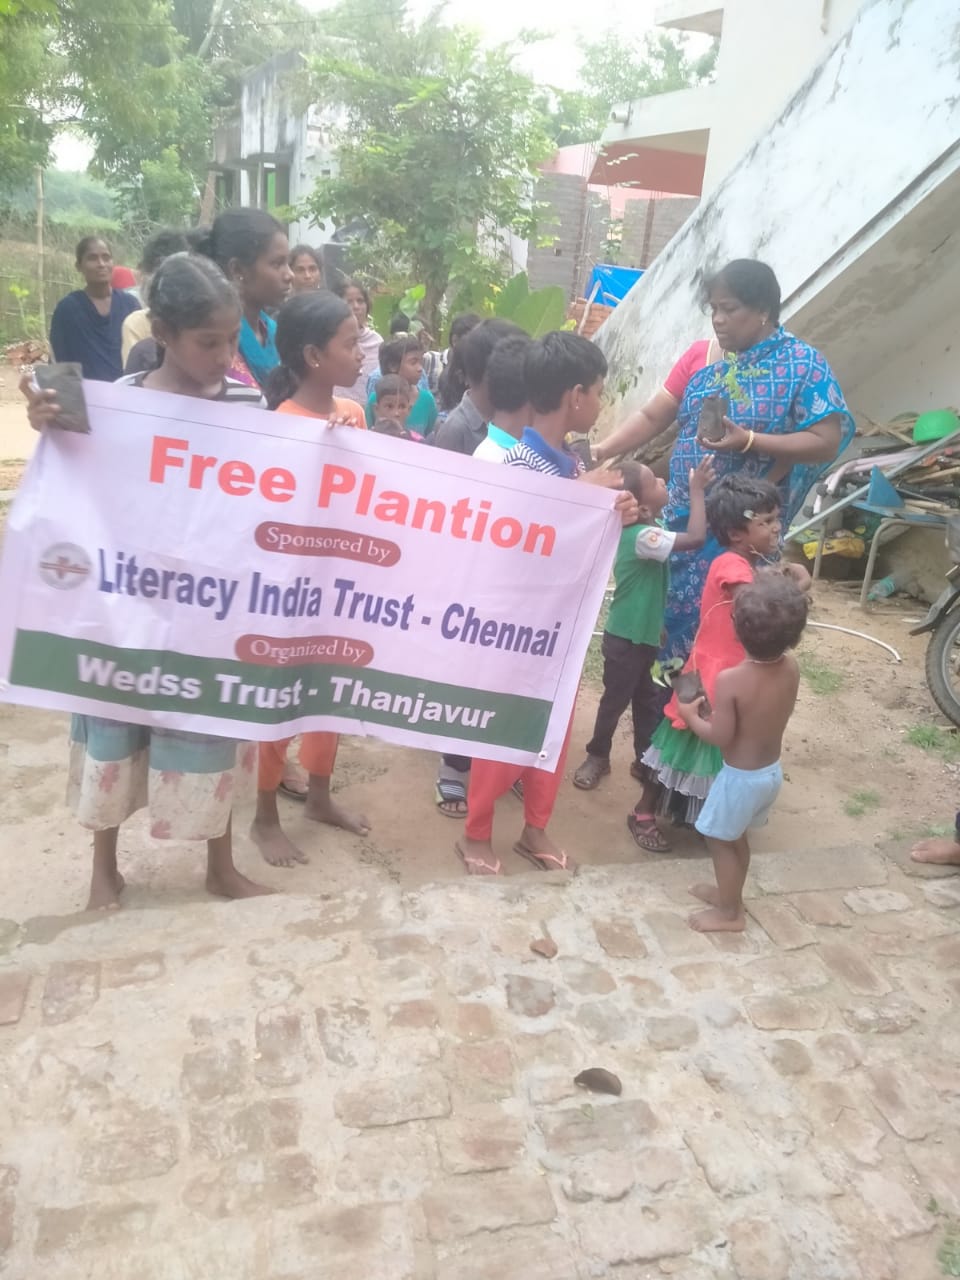 Free Plantion
Sponsored by
Literacy India Trust - Chennai
Organized by
Wedss Trust - Thanjavur